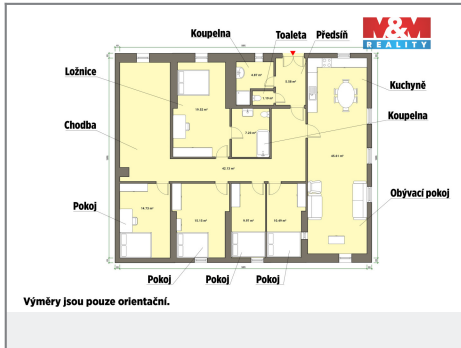 M&M
REALITY
Koupelna
Toaleta
Předsíň
Ložnice
Kuchyně
Chodba
Koupelna
Pokoj
Obývací pokoj
Pokoj
Pokoj
Pokoj
Výměry jsou pouze orientační.